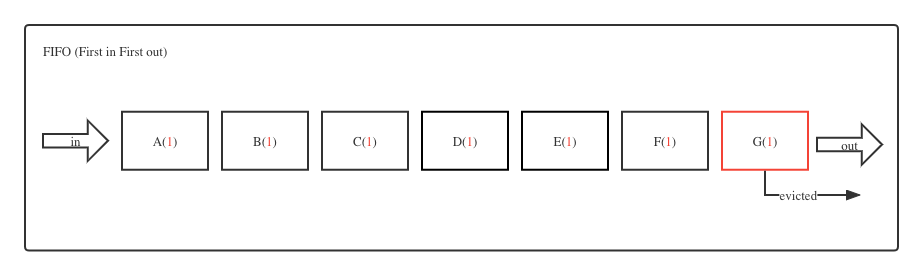 FIFO (First in First out)
in
A(1)
B(1)
C(1)
D(1)
E(1)
F(1)
G(1)
out
evicted